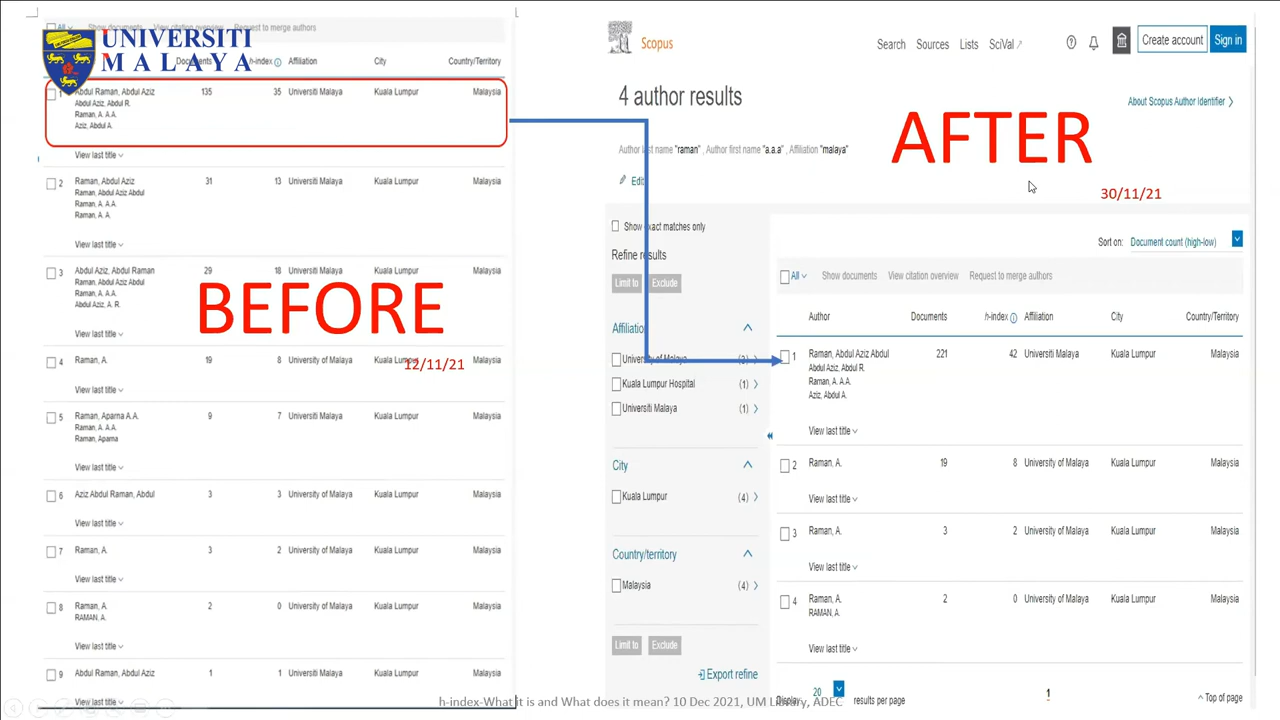 All Show documents View citation overview Request to merge authors
UNIVERSITI
MALAYA
Documents h-index Affiliation City Country/Territory
1 Abdul Raman, Abdul Aziz 135 35 Universiti Malaya Kuala Lumpur Malaysia
Abdul Aziz, Abdul R.
Raman, A. A.A.
Aziz, Abdul A.
View last title
2 Raman, Abdul Aziz 31 13 Universiti Malaya Kuala Lumpur Malaysia
Raman, Abdul Aziz Abdul
Raman, A. A.A.
Raman, A. A.
View last title
3 Abdul Aziz, Abdul Raman 29 18 Universiti Malaya Kuala Lumpur Malaysia
Raman, Abdul Aziz Abdul
Raman, A. A.A.
Abdul Aziz, A. R.
View last title
BEFORE
12/11/21
4 Raman, A. 19 8 University of Malaya Kuala Lumpur Malaysia
View last title
5 Raman, Aparna A.A. 9 7 University of Malaya Kuala Lumpur Malaysia
Raman, A. A.A.
Raman, Aparna
View last title
6 Aziz Abdul Raman, Abdul 3 3 University of Malaya Kuala Lumpur Malaysia
View last title
7 Raman, A. 3 2 University of Malaya Kuala Lumpur Malaysia
View last title
8 Raman, A. 2 0 University of Malaya Kuala Lumpur Malaysia
RAMAN, A.
View last title
9 Abdul Raman, Abdul Aziz 1 1 University of Malaya Kuala Lumpur Malaysia
View last title
Scopus
Search Sources Lists SciVal Create account Sign in
4 author results
About Scopus Author Identifier
AFTER
30/11/21
Author last name "raman" , Author first name "a.a.a" , Affiliation "malaya"
Edit
Show exact matches only
Refine results
Limit to Exclude
Affiliation
University of Malaya (3)
Kuala Lumpur Hospital (1)
Universiti Malaya (1)
City
Kuala Lumpur (4)
Country/territory
Malaysia (4)
Limit to Exclude
Export refine
Sort on: Document count (high-low)
All Show documents View citation overview Request to merge authors
Author Documents h-index Affiliation City Country/Territory
1 Raman, Abdul Aziz Abdul 221 42 Universiti Malaya Kuala Lumpur Malaysia
Abdul Aziz, Abdul R.
Raman, A. A.A.
Aziz, Abdul A.
View last title
2 Raman, A. 19 8 University of Malaya Kuala Lumpur Malaysia
View last title
3 Raman, A. 3 2 University of Malaya Kuala Lumpur Malaysia
View last title
4 Raman, A. 2 0 University of Malaya Kuala Lumpur Malaysia
RAMAN, A.
View last title
Display 20 results per page 1 Top of page
h-index-What it is and What does it mean? 10 Dec 2021, UM Library, ADEC